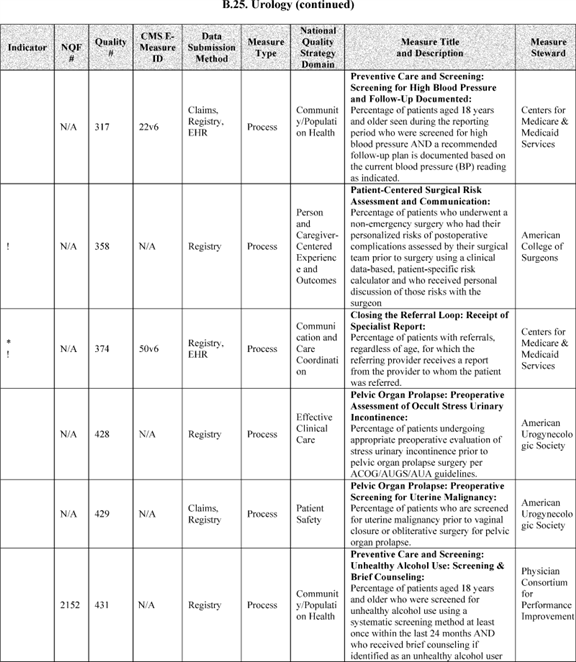 B.25. Urology (continued)
Indicator
NQF
#
Quality
#
CMS E-
Measure
ID
Data
Submission
Method
Measure
Type
National
Quality
Strategy
Domain
Measure Title
and Description
Measure
Steward
N/A
317
22v6
Claims,
Registry,
EHR
Process
Communit
y/Populati
on Health
Preventive Care and Screening:
Screening for High Blood Pressure
and Follow-Up Documented:
Percentage of patients aged 18 years
and older seen during the reporting
period who were screened for high
blood pressure AND a recommended
follow-up plan is documented based on
the current blood pressure (BP) reading
as indicated.
Centers for
Medicare &
Medicaid
Services
!
N/A
358
N/A
Registry
Process
Person
and
Caregiver-
Centered
Experienc
e and
Outcomes
Patient-Centered Surgical Risk
Assessment and Communication:
Percentage of patients who underwent a
non-emergency surgery who had their
personalized risks of postoperative
complications assessed by their surgical
team prior to surgery using a clinical
data-based, patient-specific risk
calculator and who received personal
discussion of those risks with the
surgeon
American
College of
Surgeons
*
!
N/A
374
50v6
Registry,
EHR
Process
Communi
cation and
Care
Coordinati
on
Closing the Referral Loop: Receipt of
Specialist Report:
Percentage of patients with referrals,
regardless of age, for which the
referring provider receives a report
from the provider to whom the patient
was referred.
Centers for
Medicare &
Medicaid
Services
N/A
428
N/A
Registry
Process
Effective
Clinical
Care
Pelvic Organ Prolapse: Preoperative
Assessment of Occult Stress Urinary
Incontinence:
Percentage of patients undergoing
appropriate preoperative evaluation of
stress urinary incontinence prior to
pelvic organ prolapse surgery per
ACOG/AUGS/AUA guidelines.
American
Urogynecolo
gic Society
N/A
429
N/A
Claims,
Registry
Process
Patient
Safety
Pelvic Organ Prolapse: Preoperative
Screening for Uterine Malignancy:
Percentage of patients who are screened
for uterine malignancy prior to vaginal
closure or obliterative surgery for pelvic
organ prolapse.
American
Urogynecolo
gic Society
2152
431
N/A
Registry
Process
Communit
y/Populati
on Health
Preventive Care and Screening:
Unhealthy Alcohol Use: Screening &
Brief Counseling:
Percentage of patients aged 18 years
and older who were screened for
unhealthy alcohol use using a
systematic screening method at least
once within the last 24 months AND
who received brief counseling if
identified as an unhealthy alcohol user
Physician
Consortium
for
Performance
Improvement